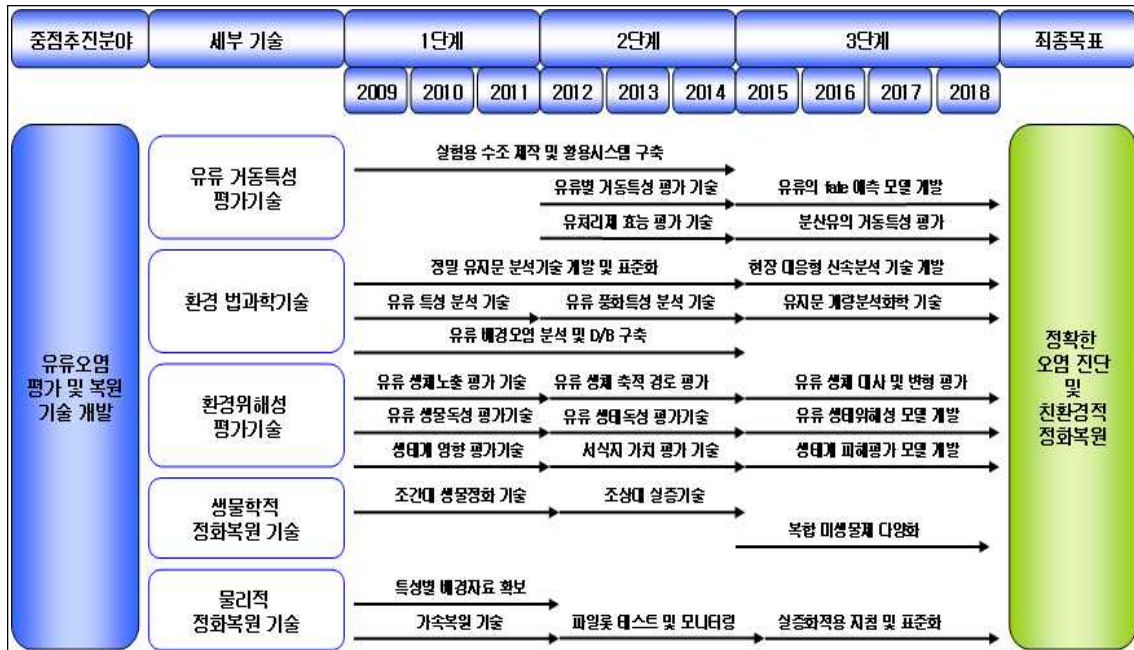 중점추진분야 세부 기술 1단계 2단계 3단계 최종목표
2009 2010 2011 2012 2013 2014 2015 2016 2017 2018
유류오염
평가 및 복원
기술 개발
유류 거동특성
평가기술
실험용 수조 제작 및 활용시스템 구축
유류별 거동특성 평가 기술 유류의 fate 예측 모델 개발
유처리제 효능 평가 기술 분산유의 거동특성 평가
환경 법과학기술
정밀 유지문 분석기술 개발 및 표준화 현장 대응형 신속분석 기술 개발
유류 특성 분석 기술 유류 풍화특성 분석 기술 유지문 계량분석화학 기술
유류 배경오염 분석 및 D/B 구축
환경위해성
평가기술
유류 생체노출 평가 기술 유류 생체 축적 경로 평가 유류 생체 대사 및 변형 평가
유류 생물독성 평가기술 유류 생태독성 평가기술 유류 생태위해성 모델 개발
생태계 영향 평가기술 서식지 가치 평가 기술 생태계 피해평가 모델 개발
생물학적
정화복원 기술
조간대 생물정화 기술 조상대 실증기술
복합 미생물제 다양화
물리적
정화복원 기술
특성별 배경자료 확보
가속복원 기술 파일롯 테스트 및 모니터링 실증화적용 지침 및 표준화
정확한
오염 진단
및
친환경적
정화복원